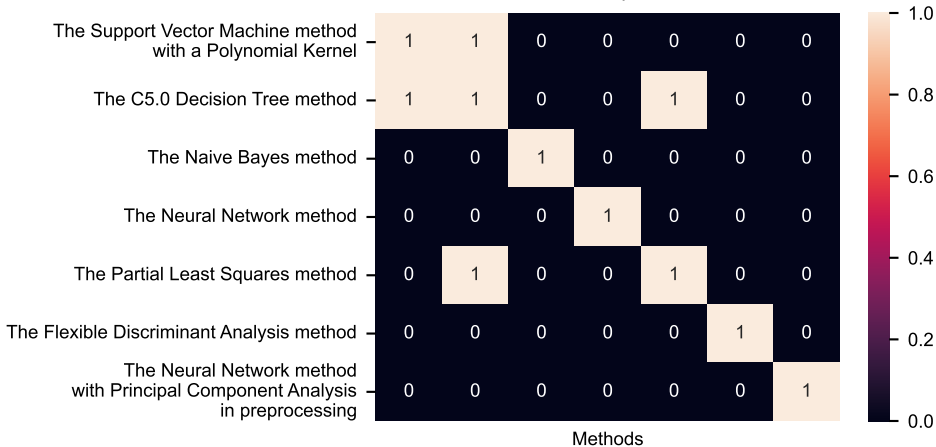 The Support Vector Machine method
with a Polynomial Kernel
1 1 0 0 0 0 0
The C5.0 Decision Tree method
1 1 0 0 1 0 0
The Naive Bayes method
0 0 1 0 0 0 0
The Neural Network method
0 0 0 1 0 0 0
The Partial Least Squares method
0 1 0 0 1 0 0
The Flexible Discriminant Analysis method
0 0 0 0 0 1 0
The Neural Network method
with Principal Component Analysis
in preprocessing
0 0 0 0 0 0 1
Methods
1.0
0.8
0.6
0.4
0.2
0.0